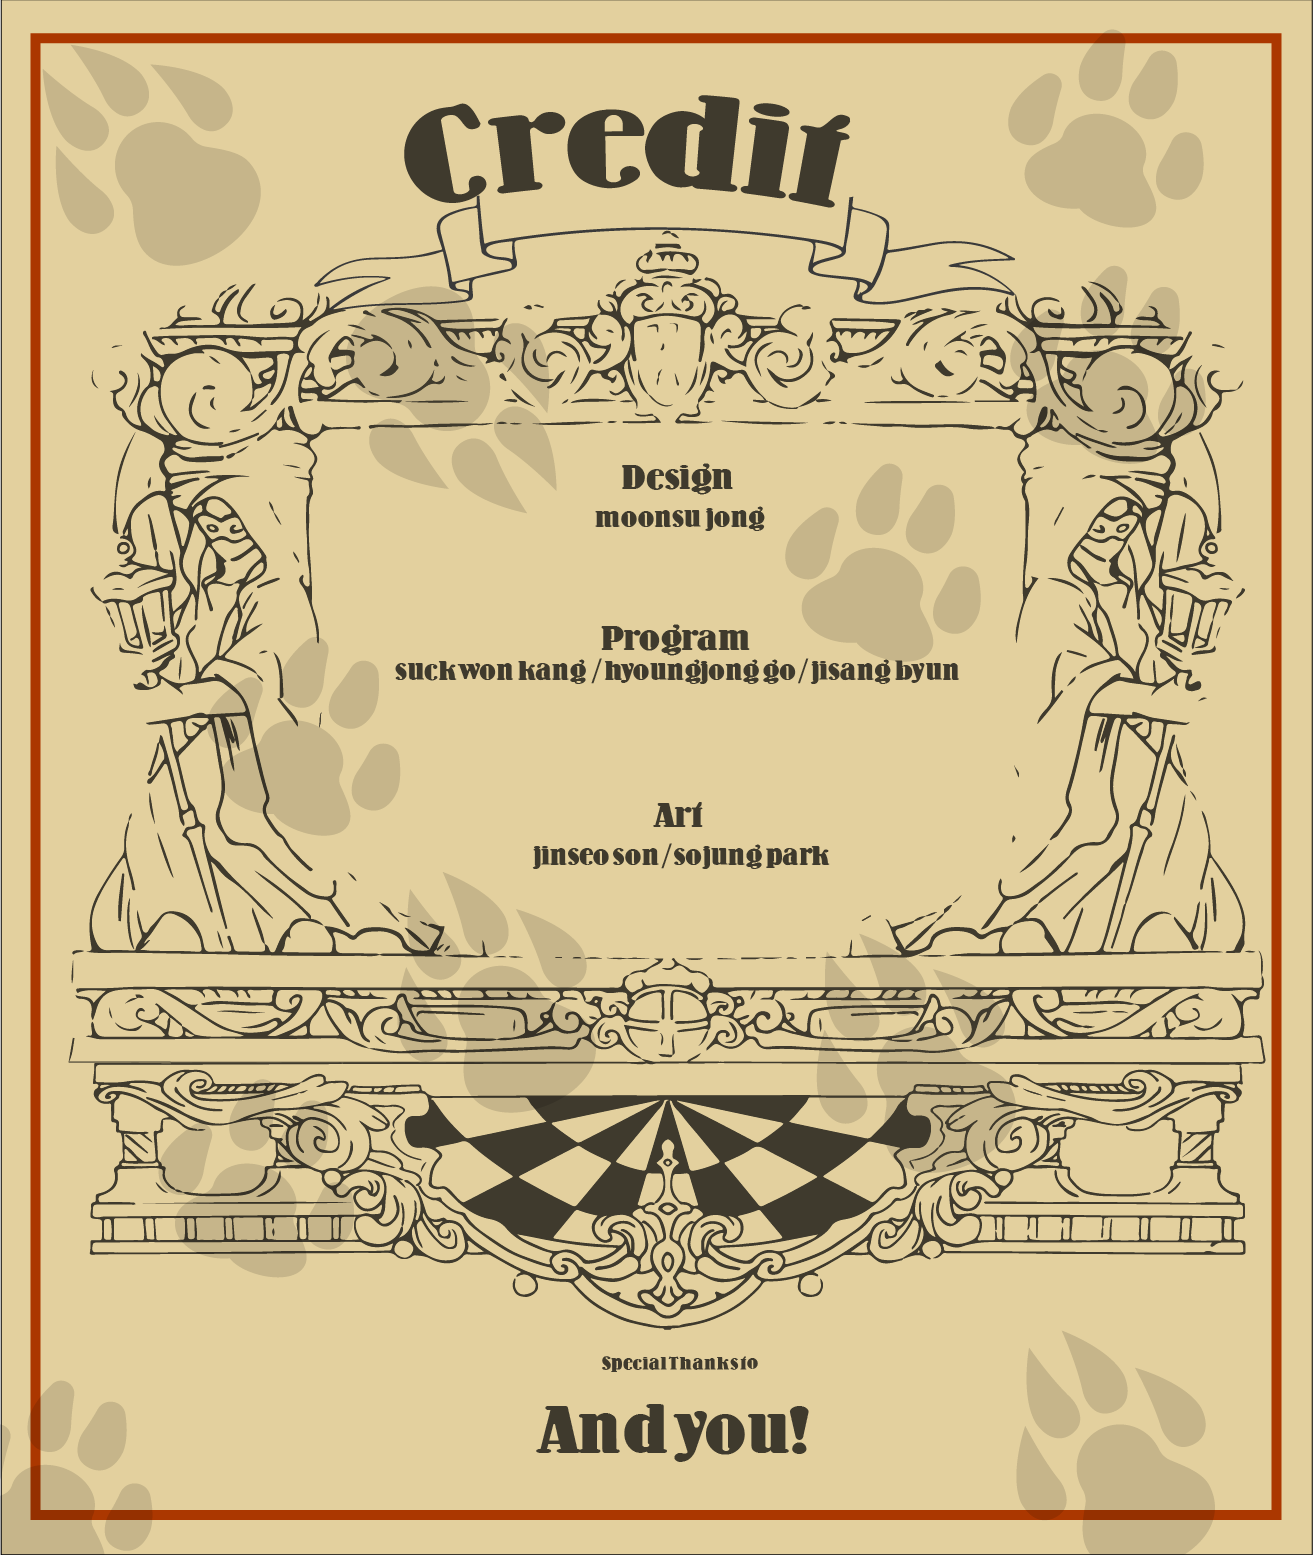 Credit
Design
moonsu jong
Program
suckwon kang / hyoungjong go / jisang byun
Art
jinseo son / sojung park
Special Thanks to
And you!